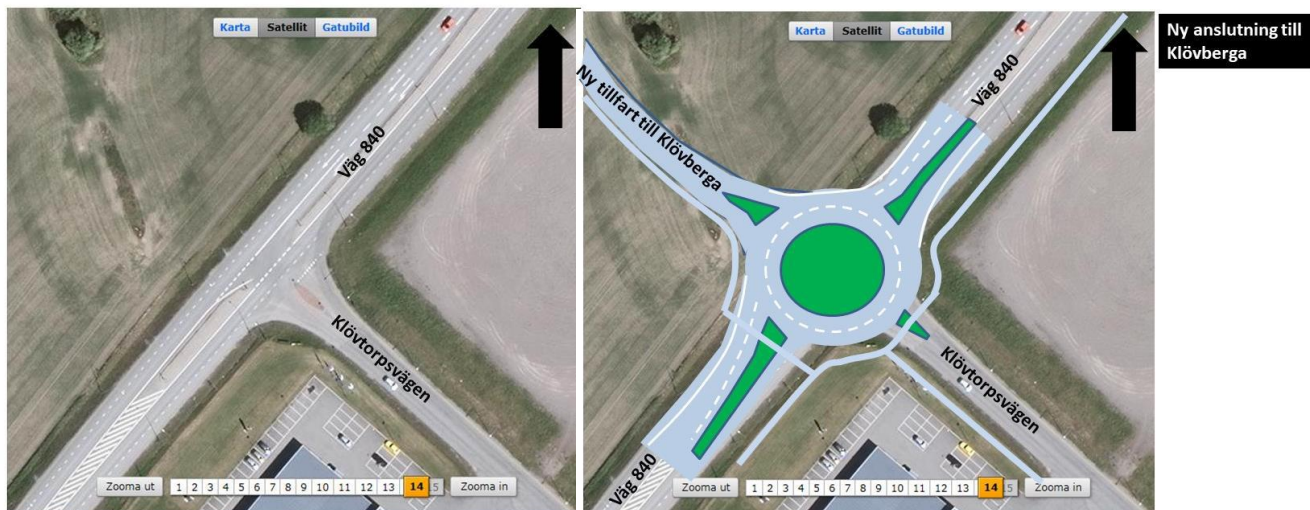 Karta Satellit Gatubild
Väg 840
Klövtorpsvägen
Zooma ut 1 2 3 4 5 6 7 8 9 10 11 12 13 14 5 Zooma in
Karta Satellit Gatubild
Ny anslutning till
Klövberga
Väg 840
Ny tillfart till Klövberga
Klövtorpsvägen
Väg 840
Zooma ut 1 2 3 4 5 6 7 8 9 10 11 12 13 14 5 Zooma in